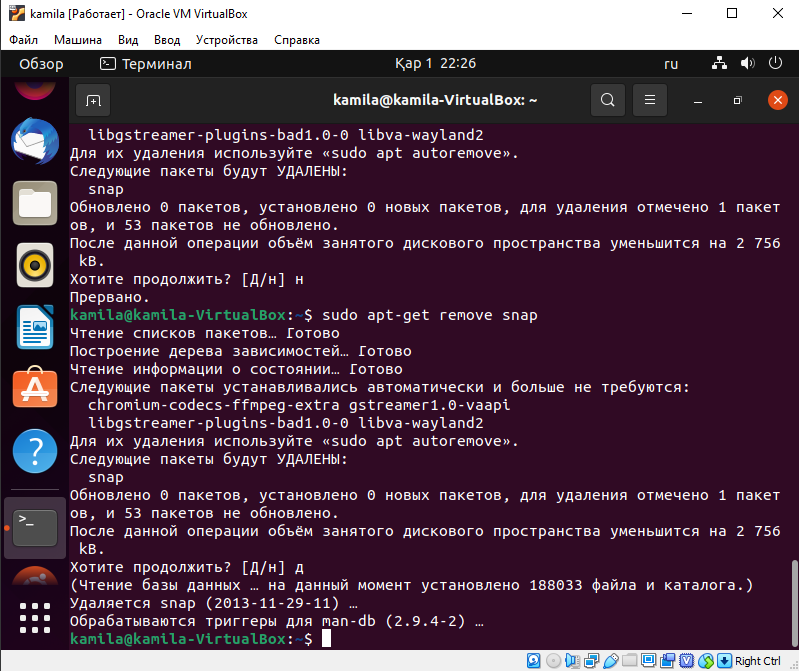 kamila [Работает] - Oracle VM VirtualBox
Файл Машина Вид Ввод Устройства Справка
Обзор Терминал Қар 1 22:26 ru
kamila@kamila-VirtualBox: ~
libgstreamer-plugins-bad1.0-0 libva-wayland2
Для их удаления используйте «sudo apt autoremove».
Следующие пакеты будут УДАЛЕНЫ:
snap
Обновлено 0 пакетов, установлено 0 новых пакетов, для удаления отмечено 1 пакет
ов, и 53 пакетов не обновлено.
После данной операции объём занятого дискового пространства уменьшится на 2 756
kB.
Хотите продолжить? [Д/н] н
Прервано.
kamila@kamila-VirtualBox:~$ sudo apt-get remove snap
Чтение списков пакетов… Готово
Построение дерева зависимостей… Готово
Чтение информации о состоянии… Готово
Следующие пакеты устанавливались автоматически и больше не требуются:
chromium-codecs-ffmpeg-extra gstreamer1.0-vaapi
libgstreamer-plugins-bad1.0-0 libva-wayland2
Для их удаления используйте «sudo apt autoremove».
Следующие пакеты будут УДАЛЕНЫ:
snap
Обновлено 0 пакетов, установлено 0 новых пакетов, для удаления отмечено 1 пакет
ов, и 53 пакетов не обновлено.
После данной операции объём занятого дискового пространства уменьшится на 2 756
kB.
Хотите продолжить? [Д/н] д
(Чтение базы данных … на данный момент установлено 188033 файла и каталога.)
Удаляется snap (2013-11-29-11) …
Обрабатываются триггеры для man-db (2.9.4-2) …
kamila@kamila-VirtualBox:~$
Right Ctrl